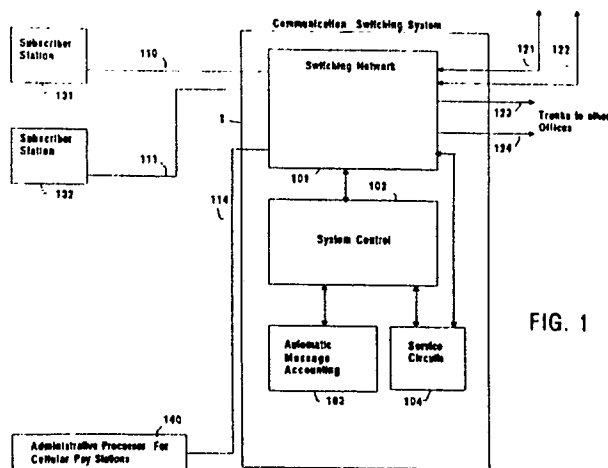 Communication Switching System
121
122
Subscriber
Station
110
131
Switching Network
1
123
Trunks to other
Offices
124
Subscriber
Station
111
132
101
102
114
System Control
FIG. 1
Automatic
Message
Accounting
103
Service
Circuits
104
140
Administrative Processor For
Cellular Pay Stations